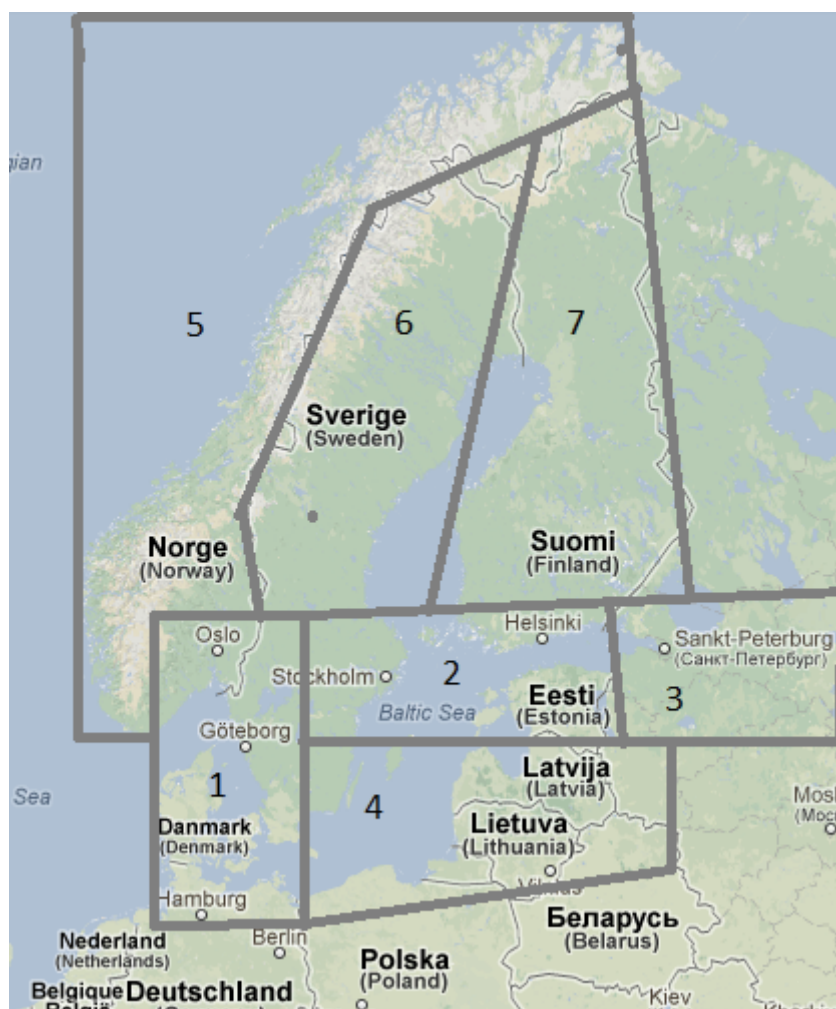 gian
5
6
7
Sverige
(Sweden)
Norge
(Norway)
Suomi
(Finland)
Oslo
Helsinki
Sankt-Peterburg
(Санкт-Петербург)
Stockholm
2
Eesti
(Estonia)
3
Baltic Sea
Göteborg
Latvija
(Latvia)
1
Sea
4
Mos
(Мос
Danmark
(Denmark)
Lietuva
(Lithuania)
Vilnius
Hamburg
Беларусь
(Belarus)
Nederland
(Netherlands)
Berlin
Polska
(Poland)
Belgique
Deutschland
Kiev